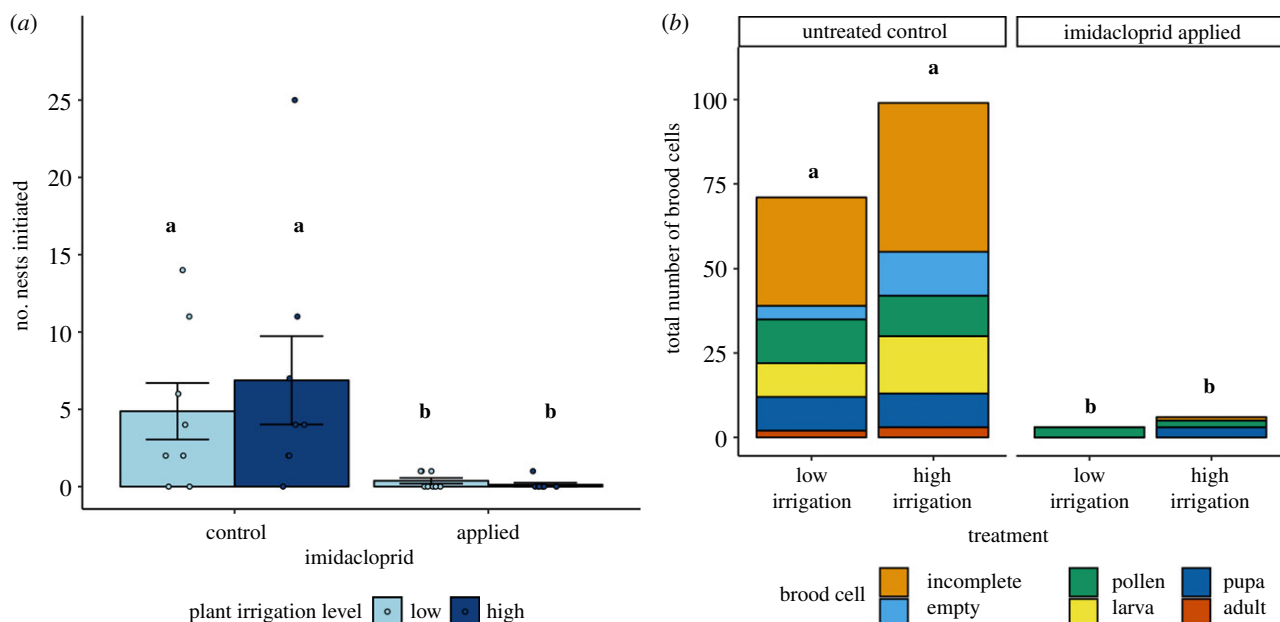 (a)
no. nests initiated
25
20
15
10
5
0
a
a
b
b
control
applied
imidacloprid
plant irrigation level
low
high
(b)
untreated control
imidacloprid applied
total number of brood cells
100
75
50
25
0
a
a
b
b
low
irrigation
high
irrigation
low
irrigation
high
irrigation
treatment
brood cell
incomplete
empty
pollen
larva
pupa
adult